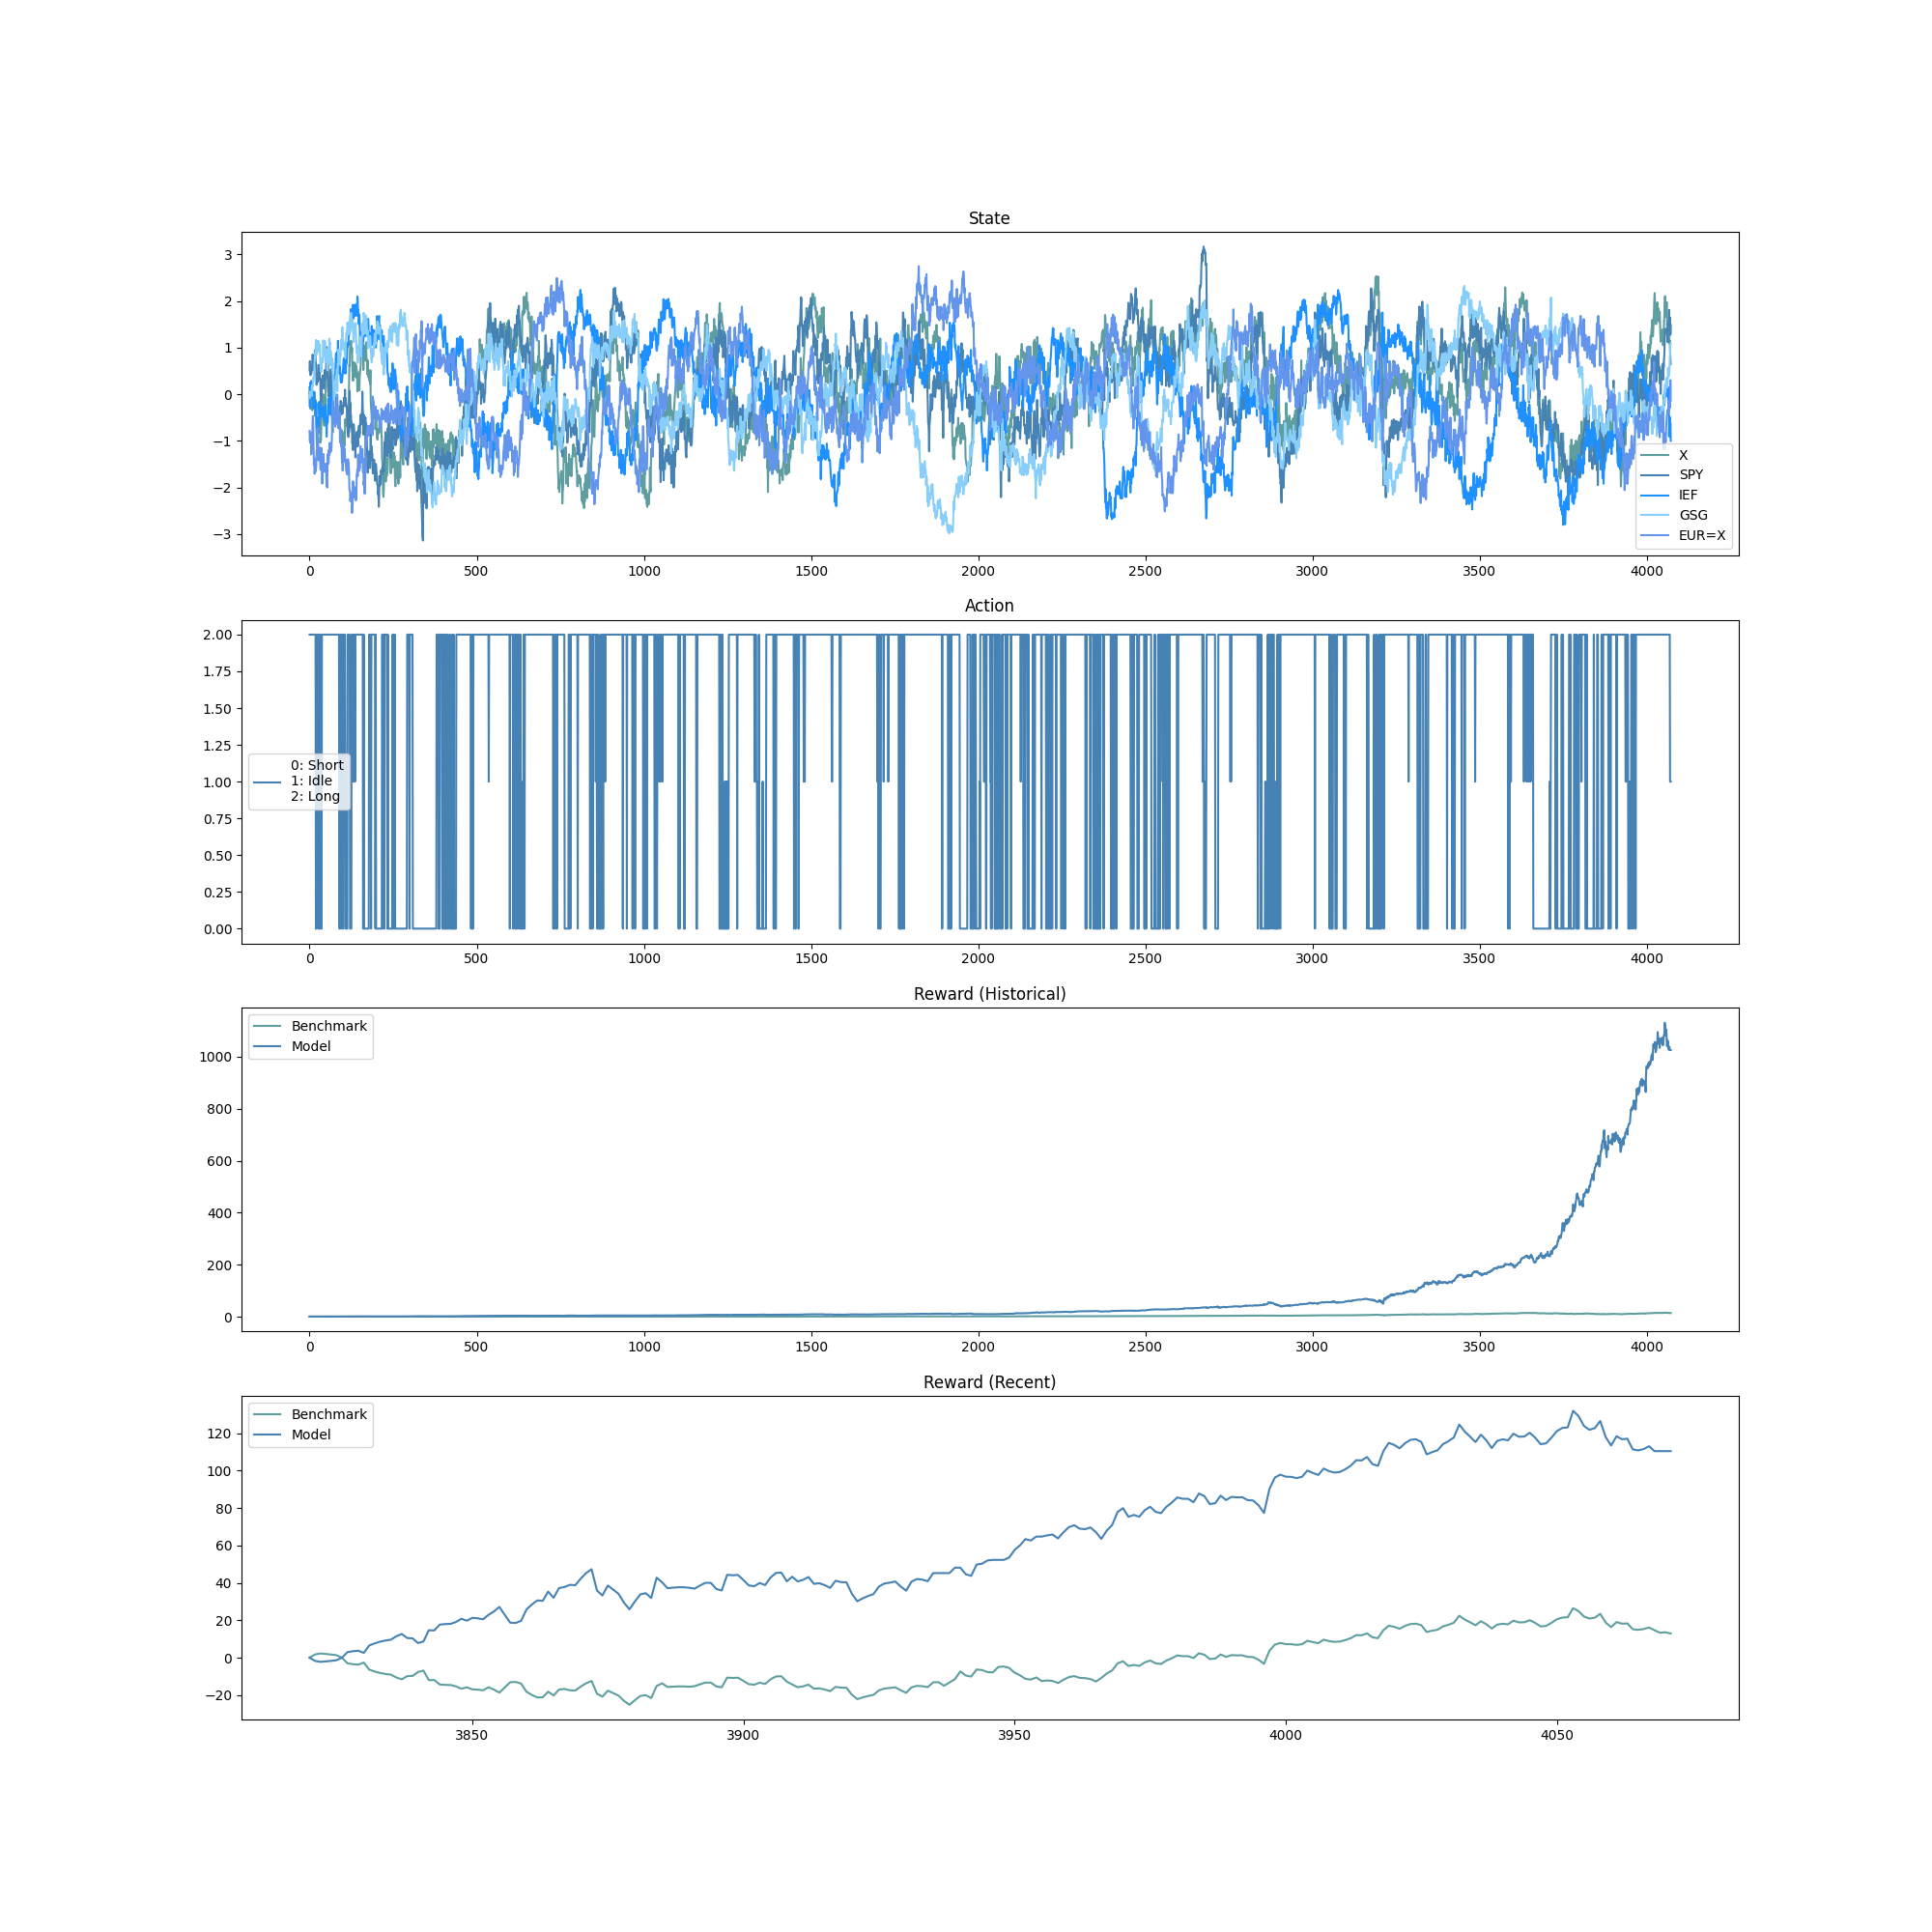 State
3
2
1
0
−1
−2
−3
X
SPY
IEF
GSG
EUR=X
0 500 1000 1500 2000 2500 3000 3500 4000
Action
2.00
1.75
1.50
1.25
1.00
0.75
0.50
0.25
0.00
0: Short
1: Idle
2: Long
0 500 1000 1500 2000 2500 3000 3500 4000
Reward (Historical)
Benchmark
Model
1000
800
600
400
200
0
0 500 1000 1500 2000 2500 3000 3500 4000
Reward (Recent)
Benchmark
Model
120
100
80
60
40
20
0
−20
3850 3900 3950 4000 4050